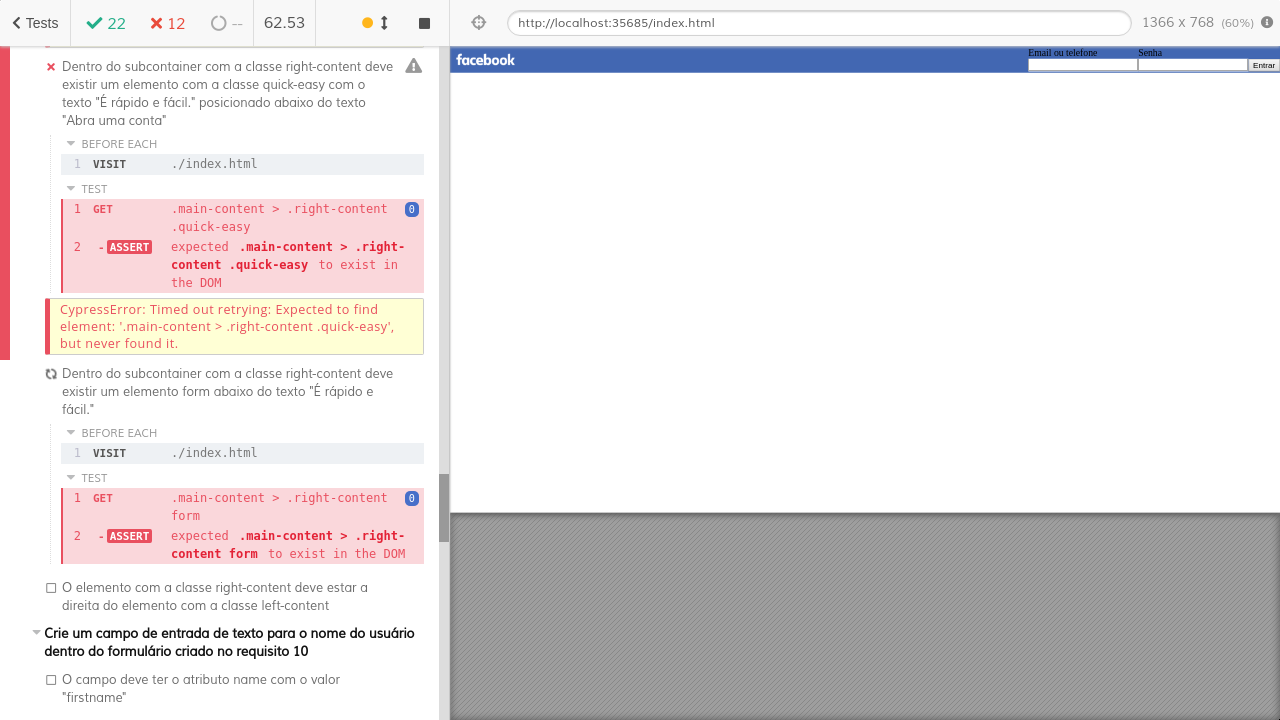 Tests 22 12 -- 62.53
http://localhost:35685/index.html 1366 x 768 (60%)
Dentro do subcontainer com a classe right-content deve
existir um elemento com a classe quick-easy com o
texto "É rápido e fácil." posicionado abaixo do texto
"Abra uma conta"
BEFORE EACH
1 VISIT ./index.html
TEST
1 GET .main-content > .right-content 0
.quick-easy
2 -ASSERT expected .main-content > .right-
content .quick-easy to exist in
the DOM
CypressError: Timed out retrying: Expected to find
element: '.main-content > .right-content .quick-easy',
but never found it.
Dentro do subcontainer com a classe right-content deve
existir um elemento form abaixo do texto "É rápido e
fácil."
BEFORE EACH
1 VISIT ./index.html
TEST
1 GET .main-content > .right-content 0
form
2 -ASSERT expected .main-content > .right-
content form to exist in the DOM
O elemento com a classe right-content deve estar a
direita do elemento com a classe left-content
Crie um campo de entrada de texto para o nome do usuário
dentro do formulário criado no requisito 10
O campo deve ter o atributo name com o valor
"firstname"
facebook
Email ou telefone Senha
Entrar